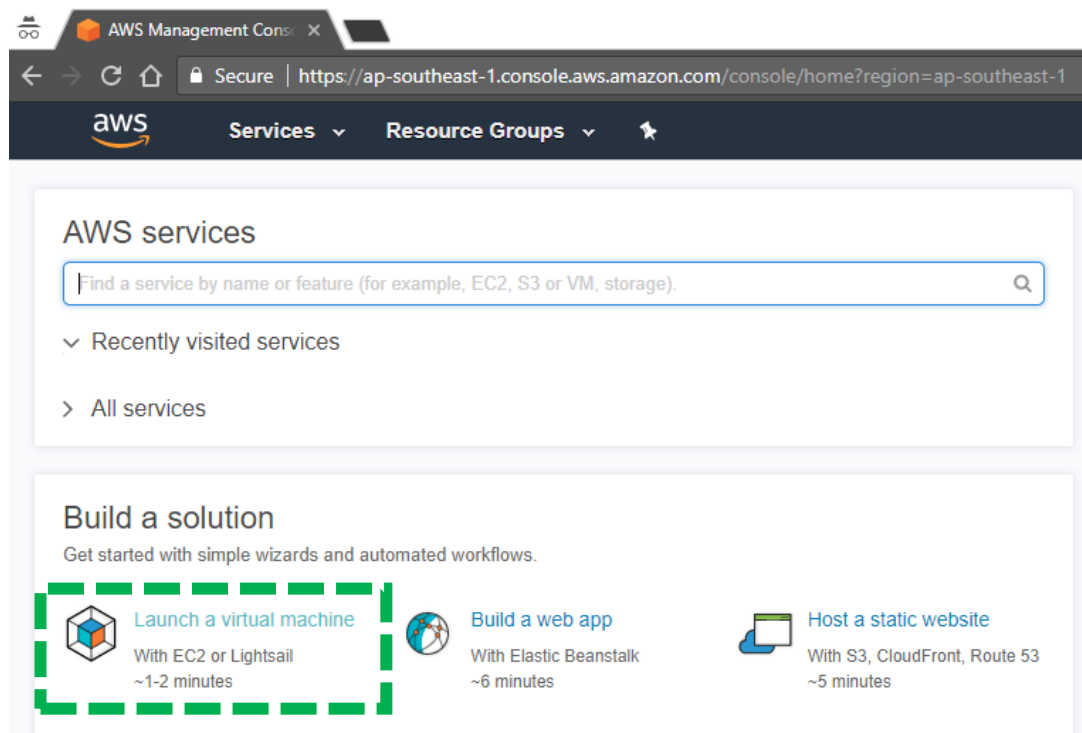 AWS Management Cons
Secure | https://ap-southeast-1.console.aws.amazon.com/console/home?region=ap-southeast-1
aws Services Resource Groups
AWS services
Find a service by name or feature (for example, EC2, S3 or VM, storage).
Recently visited services
All services
Build a solution
Get started with simple wizards and automated workflows.
Launch a virtual machine
With EC2 or Lightsail
~1-2 minutes
Build a web app
With Elastic Beanstalk
~6 minutes
Host a static website
With S3, CloudFront, Route 53
~5 minutes